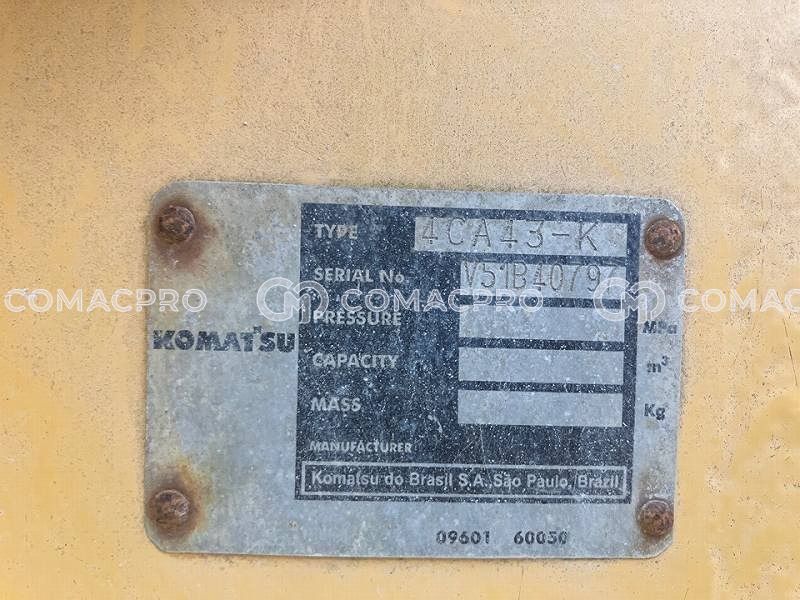 TYPE 4CA43-K
SERIAL No. V51B4079
COMACPRO COMACPRO COMACPRO
PRESSURE MPa
KOMATSU
CAPACITY m³
MASS Kg
MANUFACTURER
Komatsu do Brasil S.A. São Paulo, Brazil
09601 60050